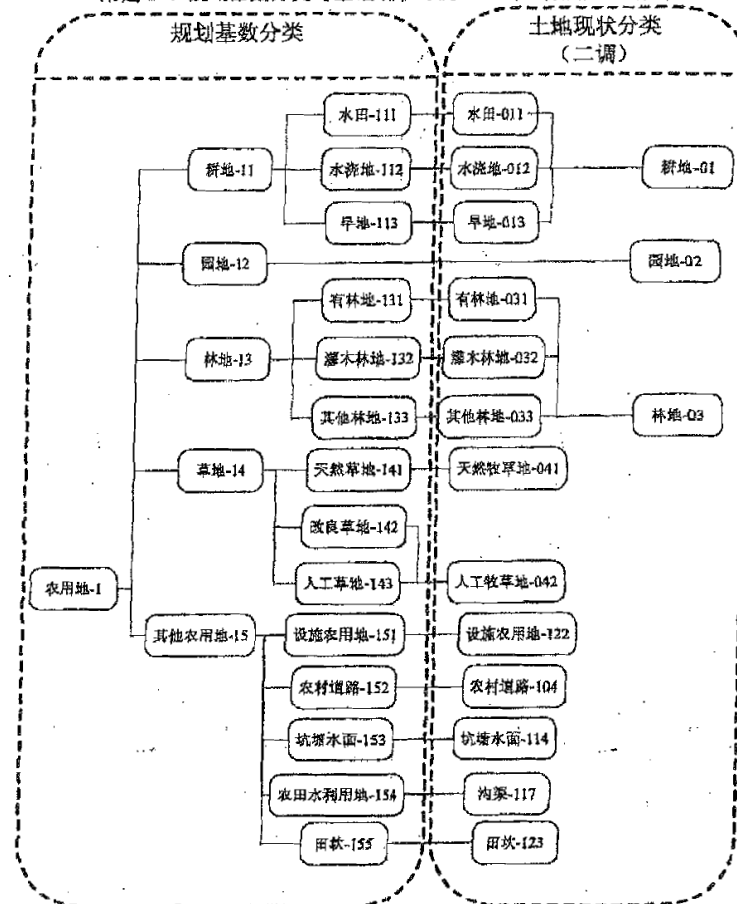 规划基数分类
土地现状分类
（二调）
水田-111
水田-011
耕地-11
水浇地-112
水浇地-012
耕地-01
旱地-113
旱地-013
园地-12
园地-02
有林地-131
有林地-031
林地-13
灌木林地-132
灌木林地-032
其他林地-133
其他林地-033
林地-03
草地-14
天然草地-141
天然牧草地-041
改良草地-142
农用地-1
人工草地-143
人工牧草地-042
其他农用地-15
设施农用地-151
设施农用地-122
农村道路-152
农村道路-104
坑塘水面-153
坑塘水面-114
农田水利用地-154
沟渠-117
田坎-155
田坎-123